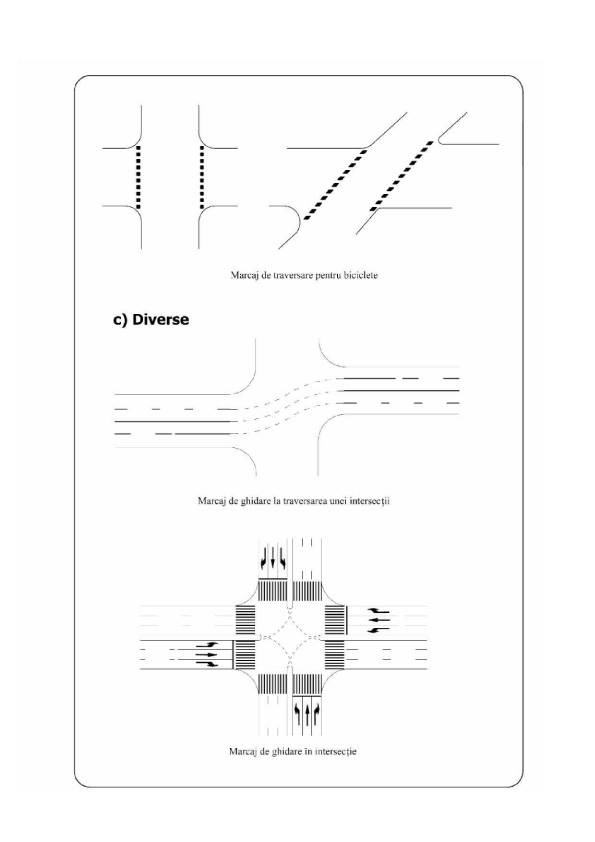 Marcaj de traversare pentru biciclete
c) Diverse
Marcaj de ghidare la traversarea unei intersecții
Marcaj de ghidare în intersecție